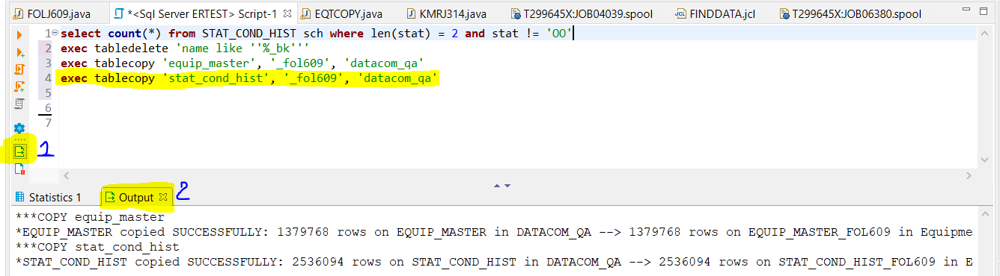 FOLJ609.java *<Sql Server ERTEST> Script-1 EQTCOPY.java KMRJ314.java T299645X:JOB04039.spool FINDDATA.jcl T299645X:JOB06380.spool
1 select count(*) from STAT_COND_HIST sch where len(stat) = 2 and stat != 'OO'
2 exec tabledelete 'name like ''%_bk'''
3 exec tablecopy 'equip_master', '_fol609', 'datacom_qa'
4 exec tablecopy 'stat_cond_hist', '_fol609', 'datacom_qa'
5
6
7
1
Statistics 1 Output 2
***COPY equip_master
*EQUIP_MASTER copied SUCCESSFULLY: 1379768 rows on EQUIP_MASTER in DATACOM_QA --> 1379768 rows on EQUIP_MASTER_FOL609 in Equipme
***COPY stat_cond_hist
*STAT_COND_HIST copied SUCCESSFULLY: 2536094 rows on STAT_COND_HIST in DATACOM_QA --> 2536094 rows on STAT_COND_HIST_FOL609 in E